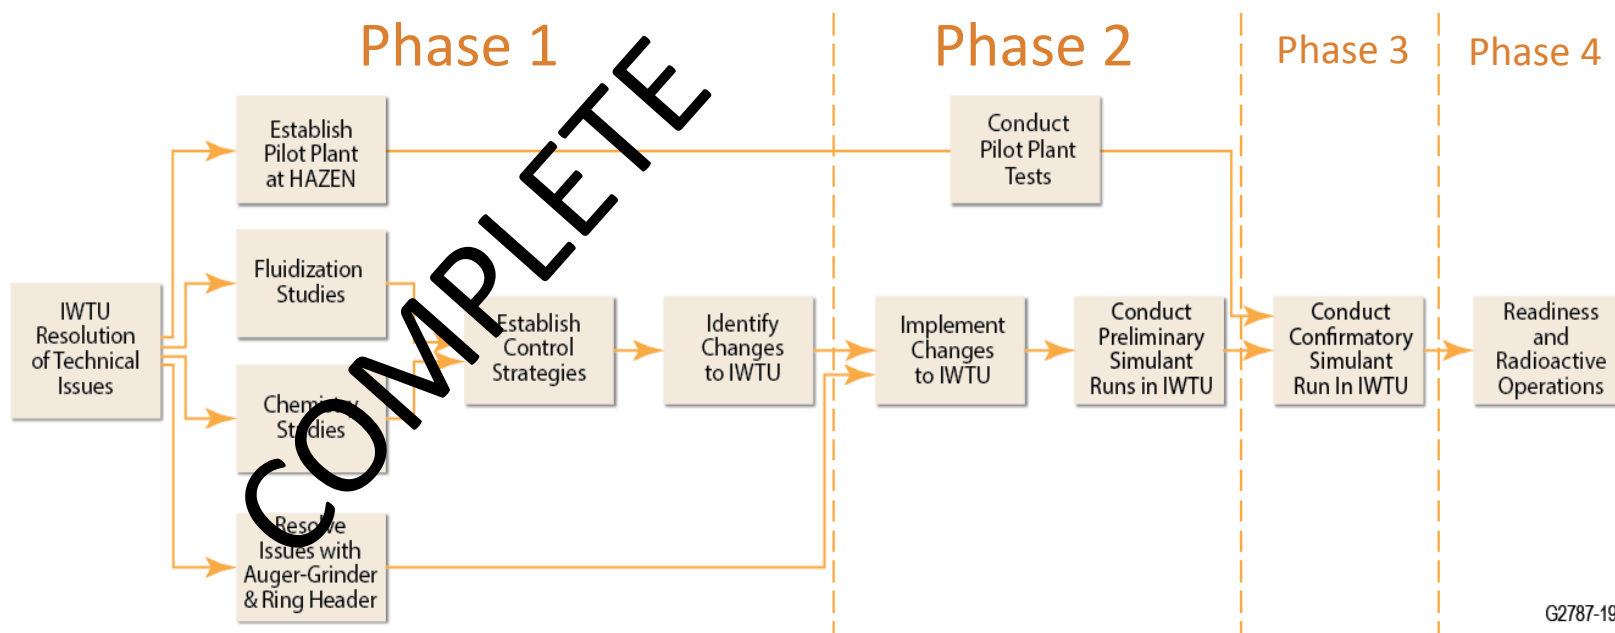 Phase 1
Phase 2
Phase 3
Phase 4
Establish
Pilot Plant
at HAZEN
Conduct
Pilot Plant
Tests
Fluidization
Studies
IWTU
Resolution
of Technical
Issues
Establish
Control
Strategies
Identify
Changes
to IWTU
Implement
Changes
to IWTU
Conduct
Preliminary
Simulant
Runs in IWTU
Conduct
Confirmatory
Simulant
Run In IWTU
Readiness
and
Radioactive
Operations
Chemistry
Studies
Resolve
Issues with
Auger-Grinder
& Ring Header
COMPLETE
G2787-19